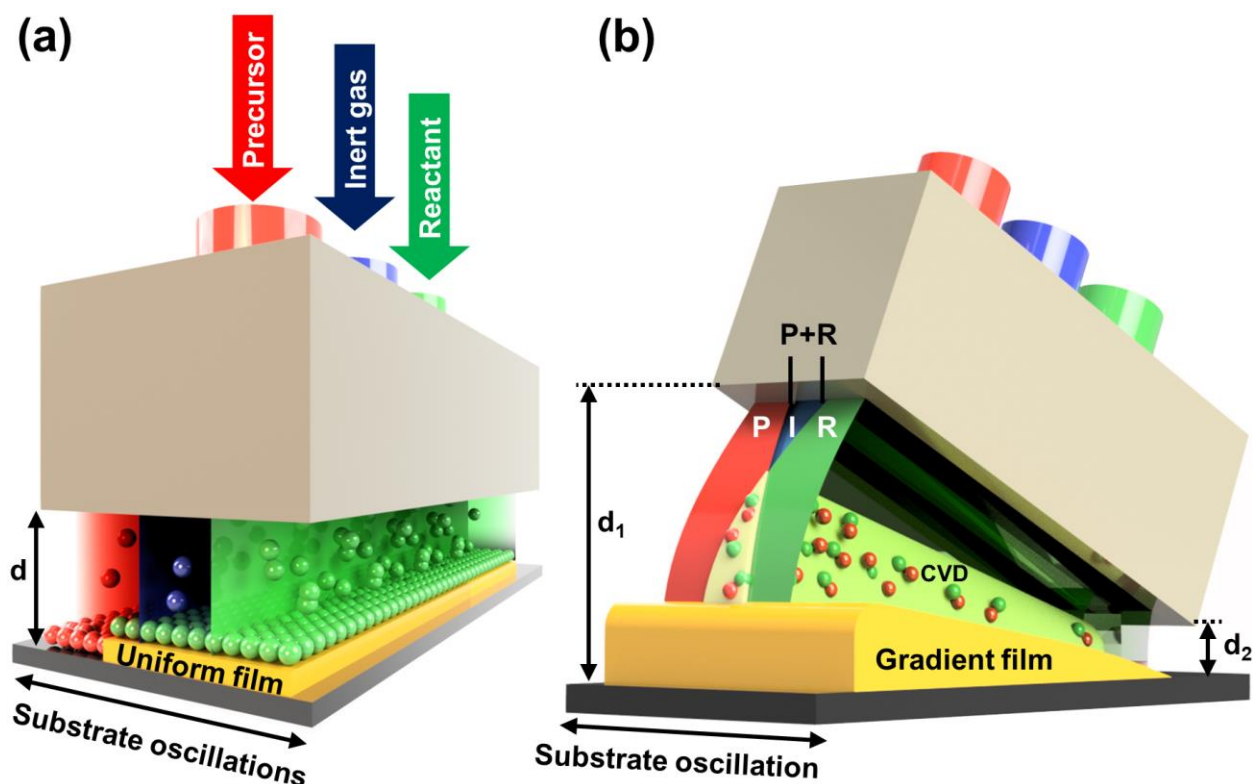 (a)
Precursor
Inert gas
Reactant
d
Uniform film
Substrate oscillations
(b)
P+R
P I R
d₁
CVD
d₂
Gradient film
Substrate oscillation